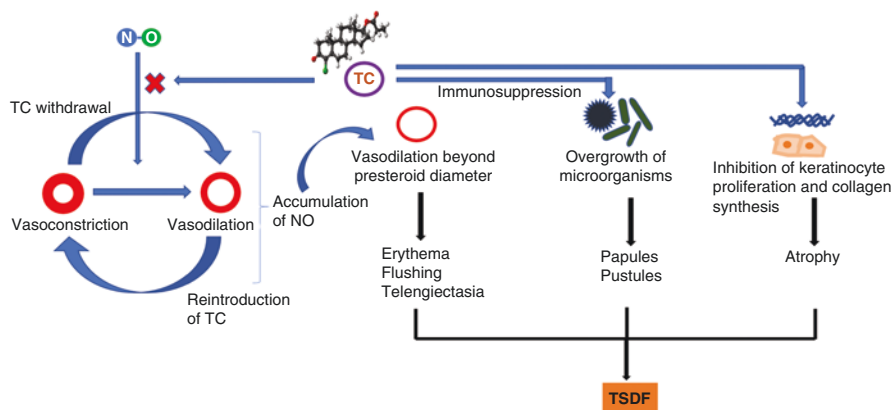 N-O
TC
TC withdrawal
Immunosuppression
Vasoconstriction
Vasodilation
Accumulation
of NO
Reintroduction
of TC
Vasodilation beyond
presteroid diameter
Overgrowth of
microorganisms
Inhibition of keratinocyte
proliferation and collagen
synthesis
Erythema
Flushing
Telengiectasia
Papules
Pustules
Atrophy
TSDF